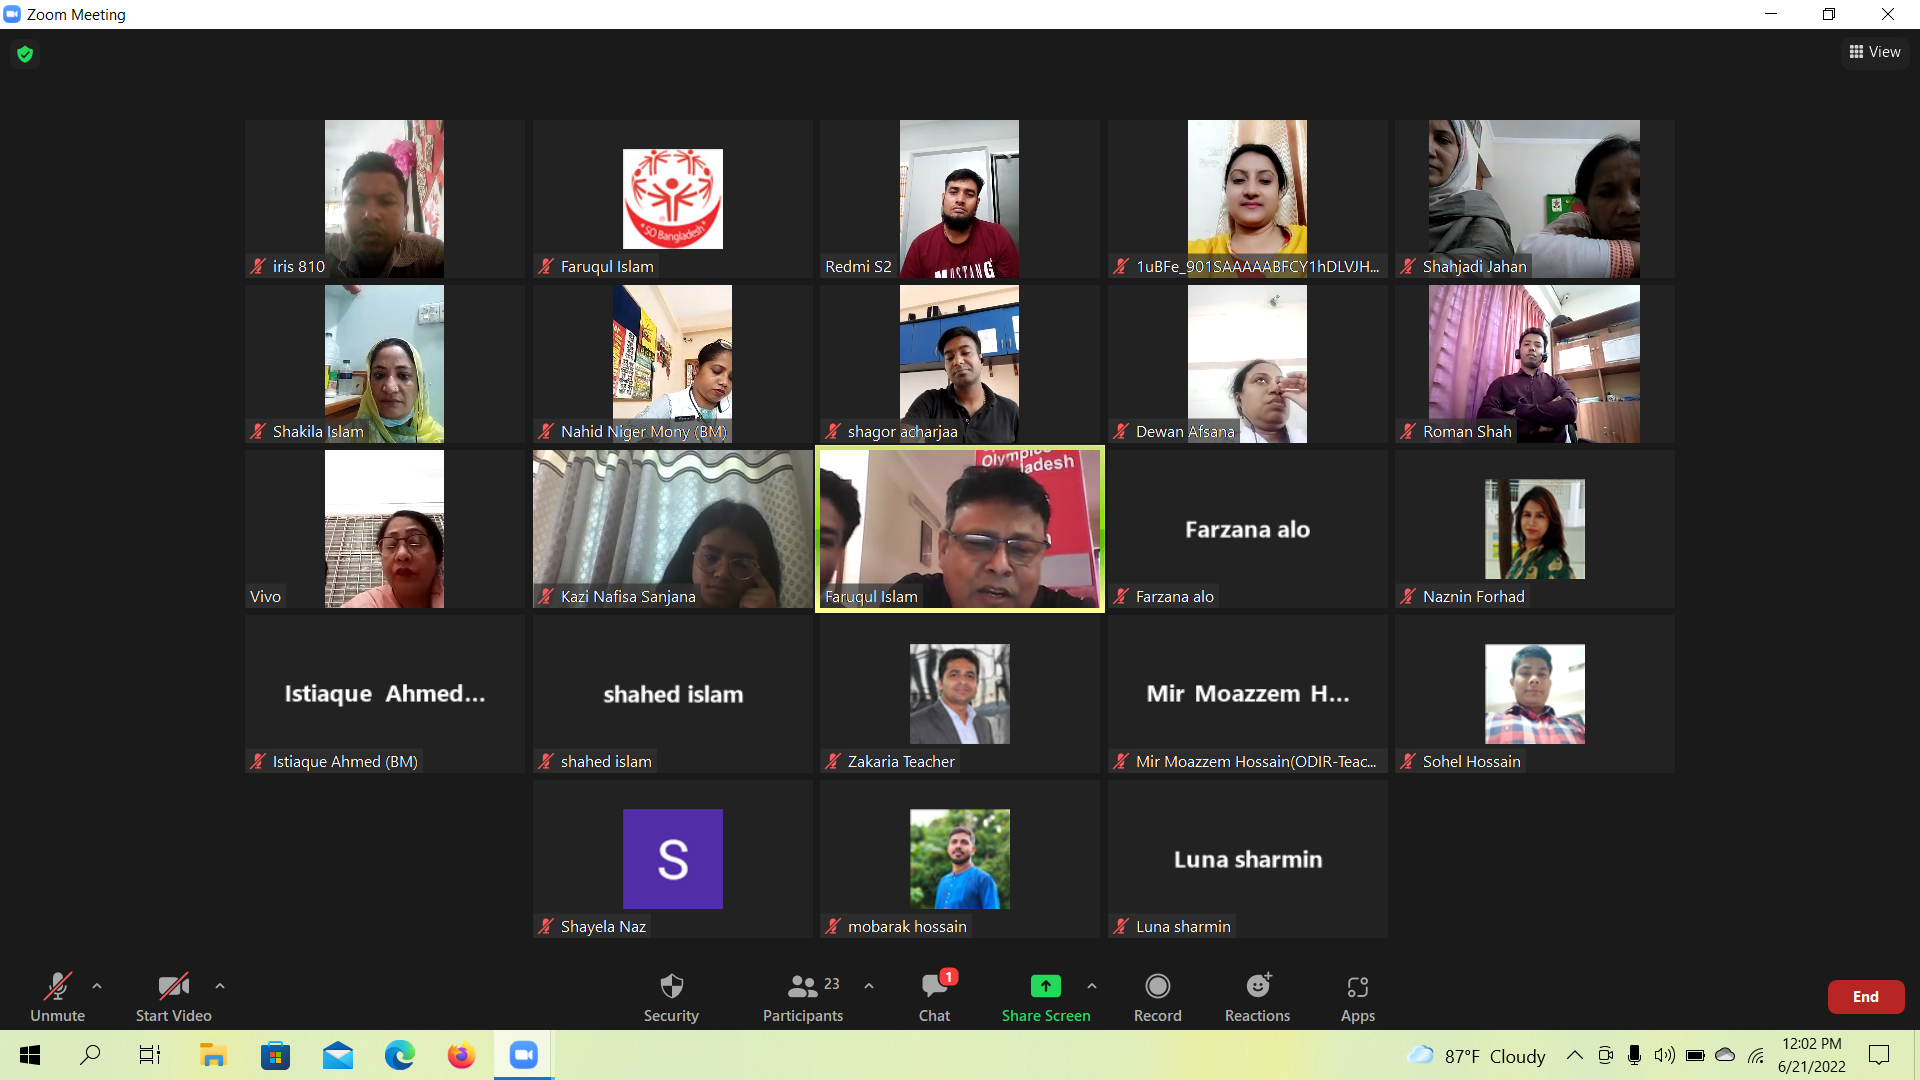 Zoom Meeting
View
iris 810
SO Bangladesh
Faruqul Islam
Redmi S2
MUSTANG
1uBFe_901SAAAAABFCY1hDLVJH...
Shahjadi Jahan
Shakila Islam
Nahid Niger Mony (BM)
shagor acharjaa
Dewan Afsana
Roman Shah
Vivo
Kazi Nafisa Sanjana
Olympics
ladesh
Faruqul Islam
Farzana alo
Farzana alo
Naznin Forhad
Istiaque Ahmed...
Istiaque Ahmed (BM)
shahed islam
shahed islam
Zakaria Teacher
Mir Moazzem H...
Mir Moazzem Hossain(ODIR-Teac...
Sohel Hossain
S
Shayela Naz
mobarak hossain
Luna sharmin
Luna sharmin
Unmute
Start Video
Security
23
Participants
1
Chat
Share Screen
Record
Reactions
Apps
End
87°F Cloudy
12:02 PM
6/21/2022